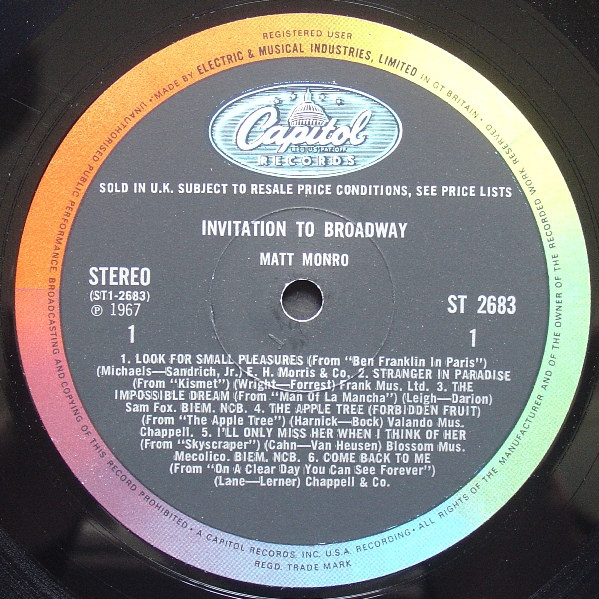 REGISTERED USER
UNAUTHORISED PUBLIC PERFORMANCE, BROADCASTING AND COPYING OF THIS RECORD PROHIBITED · A CAPITOL RECORDS, INC. U.S.A. RECORDING · ALL RIGHTS OF THE MANUFACTURER AND OF THE OWNER OF THE RECORDED WORK RESERVED ·
· MADE BY ELECTRIC & MUSICAL INDUSTRIES, LIMITED IN GT BRITAIN ·
Capitol
REG. U.S. PAT. OFF.
RECORDS
SOLD IN U.K. SUBJECT TO RESALE PRICE CONDITIONS, SEE PRICE LISTS
INVITATION TO BROADWAY
MATT MONRO
STEREO
(ST1-2683)
℗ 1967
1
ST 2683
1
1. LOOK FOR SMALL PLEASURES (From "Ben Franklin In Paris")
(Michaels—Sandrich, Jr.) E. H. Morris & Co. 2. STRANGER IN PARADISE
(From "Kismet") (Wright—Forrest) Frank Mus. Ltd. 3. THE
IMPOSSIBLE DREAM (From "Man Of La Mancha") (Leigh—Darion)
Sam Fox. BIEM. NCB. 4. THE APPLE TREE (FORBIDDEN FRUIT)
(From "The Apple Tree") (Harnick—Bock) Valando Mus.
Chappell. 5. I'LL ONLY MISS HER WHEN I THINK OF HER
(From "Skyscraper") (Cahn—Van Heusen) Blossom Mus.
Mecolico. BIEM. NCB. 6. COME BACK TO ME
(From "On A Clear Day You Can See Forever")
(Lane—Lerner) Chappell & Co.
REGD. TRADE MARK